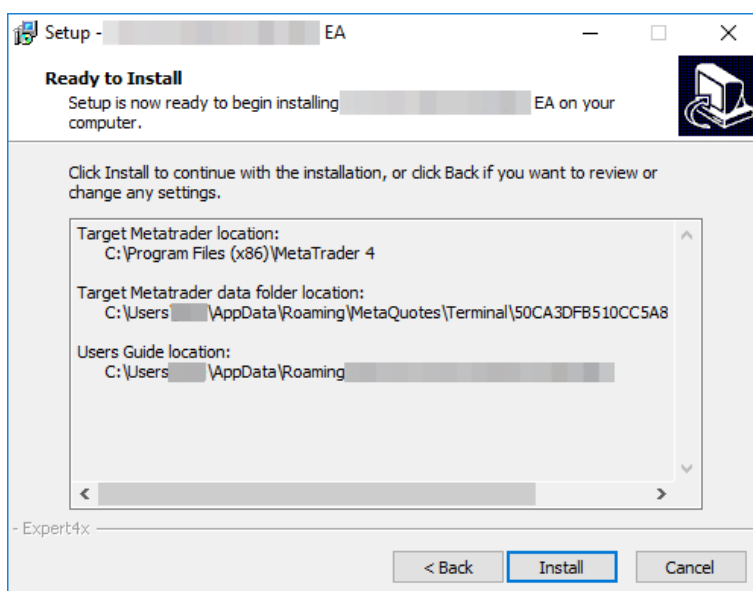 Setup - EA
Ready to Install
Setup is now ready to begin installing EA on your
computer.
Click Install to continue with the installation, or click Back if you want to review or
change any settings.
Target Metatrader location:
C:\Program Files (x86)\MetaTrader 4
Target Metatrader data folder location:
C:\Users \AppData\Roaming\MetaQuotes\Terminal\50CA3DFB510CC5A8
Users Guide location:
C:\Users \AppData\Roaming
- Expert4x
< Back Install Cancel